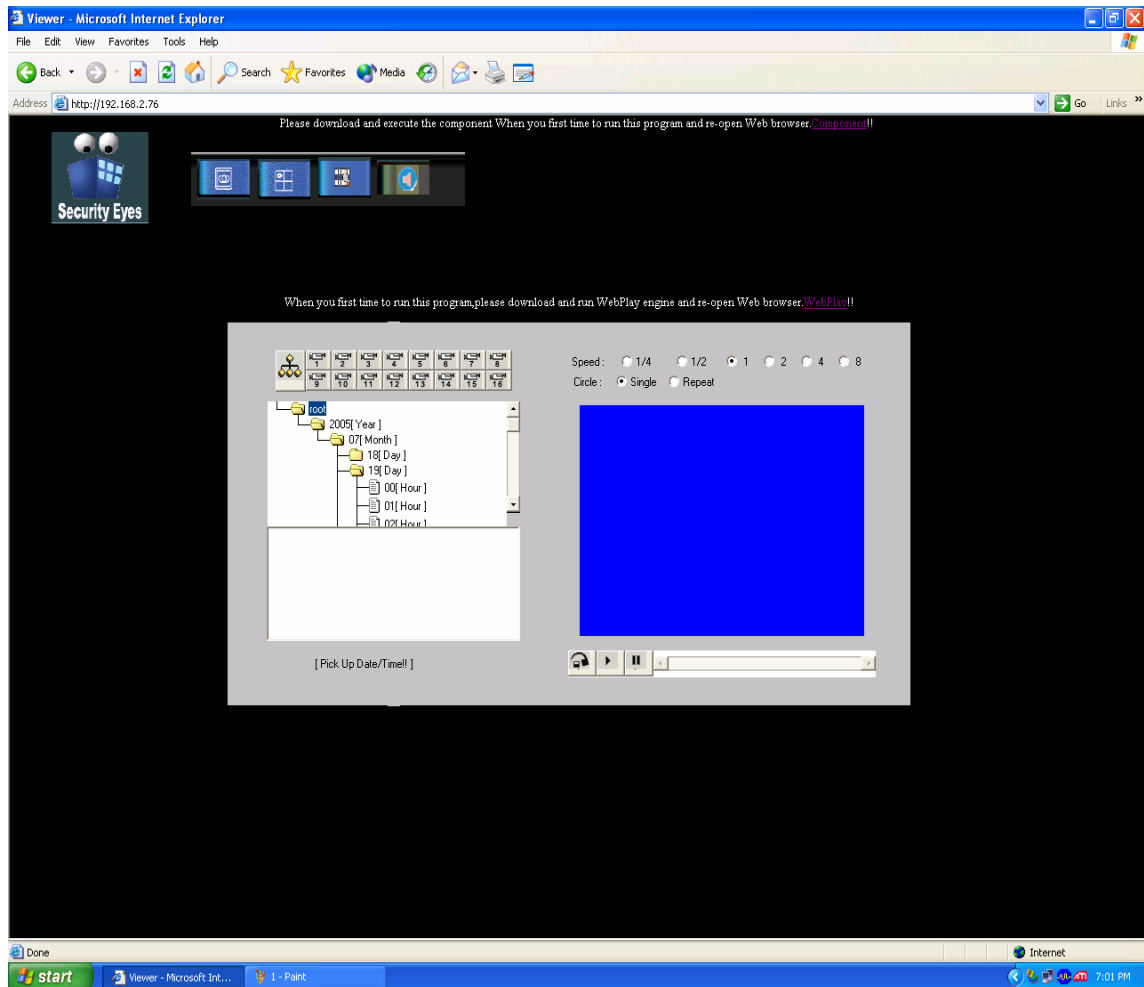 Viewer - Microsoft Internet Explorer
File Edit View Favorites Tools Help
Back Search Favorites Media
Address http://192.168.2.76 Go Links »
Please download and execute the component When you first time to run this program and re-open Web browser.Component!!
Security Eyes
When you first time to run this program,please download and run WebPlay engine and re-open Web browser.WebPlay!!
1 2 3 4 5 6 7 8
9 10 11 12 13 14 15 16
Speed : 1/4 1/2 1 2 4 8
Circle : Single Repeat
root
2005[ Year ]
07[ Month ]
18[ Day ]
19[ Day ]
00[ Hour ]
01[ Hour ]
02[ Hour ]
[ Pick Up Date/Time!! ]
Done Internet
start Viewer - Microsoft Int... 1 - Paint 7:01 PM